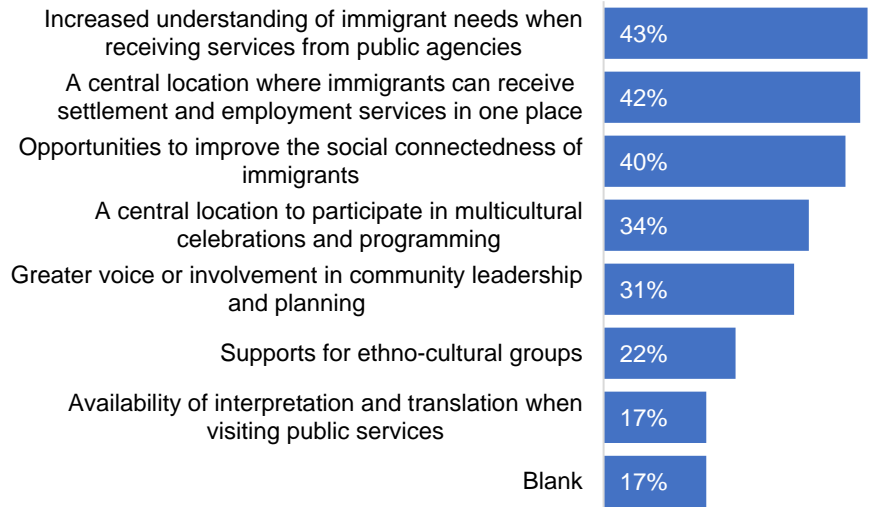 Increased understanding of immigrant needs when
receiving services from public agencies
43%
A central location where immigrants can receive
settlement and employment services in one place
42%
Opportunities to improve the social connectedness of
immigrants
40%
A central location to participate in multicultural
celebrations and programming
34%
Greater voice or involvement in community leadership
and planning
31%
Supports for ethno-cultural groups
22%
Availability of interpretation and translation when
visiting public services
17%
Blank
17%